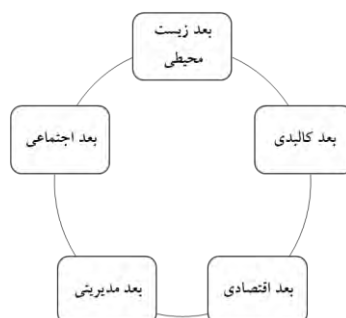 بعد زیست
محیطی
بعد کالبدی
بعد اجتماعی
بعد اقتصادی
بعد مدیریتی